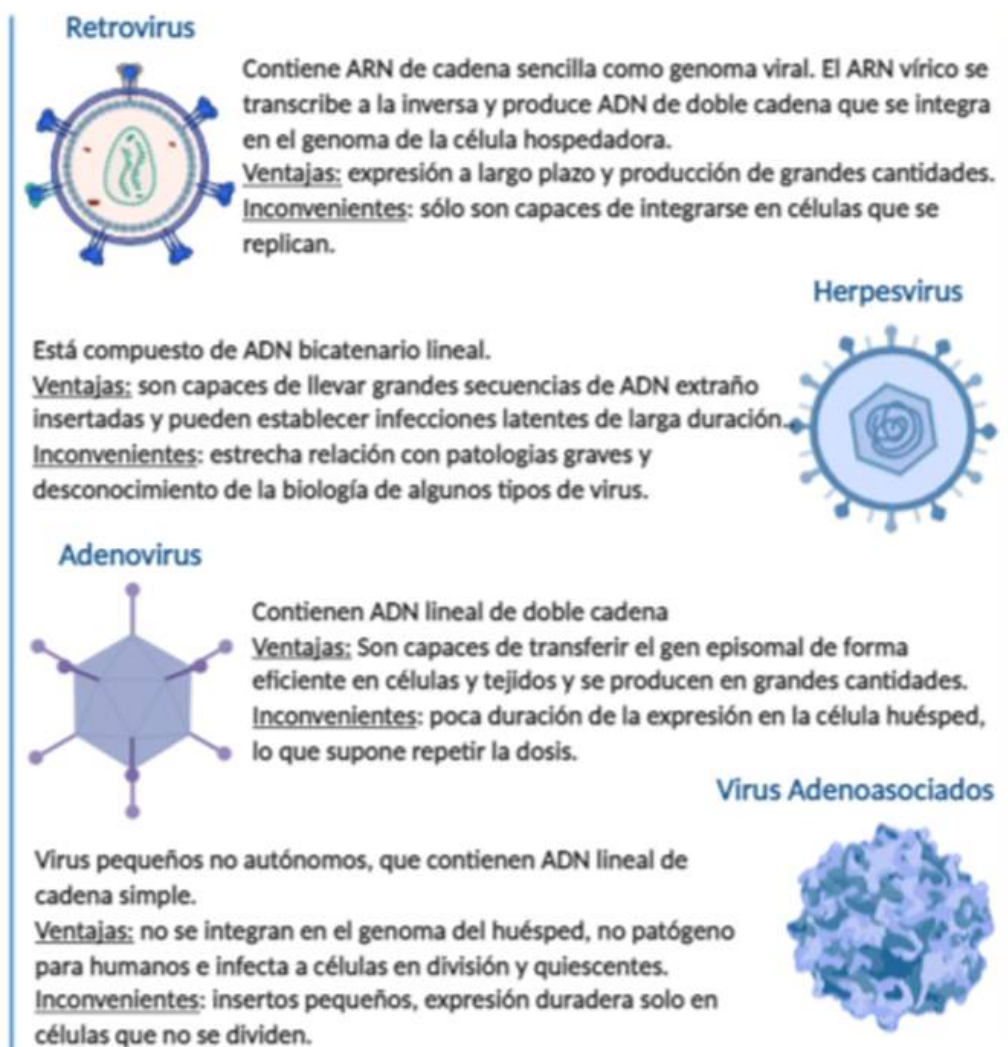 Retrovirus
Contiene ARN de cadena sencilla como genoma viral. El ARN vírico se
transcribe a la inversa y produce ADN de doble cadena que se integra
en el genoma de la célula hospedadora.
Ventajas: expresión a largo plazo y producción de grandes cantidades.
Inconvenientes: sólo son capaces de integrarse en células que se
replican.
Herpesvirus
Está compuesto de ADN bicatenario lineal.
Ventajas: son capaces de llevar grandes secuencias de ADN extraño
insertadas y pueden establecer infecciones latentes de larga duración.
Inconvenientes: estrecha relación con patologias graves y
desconocimiento de la biología de algunos tipos de virus.
Adenovirus
Contienen ADN lineal de doble cadena
Ventajas: Son capaces de transferir el gen episomal de forma
eficiente en células y tejidos y se producen en grandes cantidades.
Inconvenientes: poca duración de la expresión en la célula huésped,
lo que supone repetir la dosis.
Virus Adenoasociados
Virus pequeños no autónomos, que contienen ADN lineal de
cadena simple.
Ventajas: no se integran en el genoma del huésped, no patógeno
para humanos e infecta a células en división y quiescentes.
Inconvenientes: insertos pequeños, expresión duradera solo en
células que no se dividen.